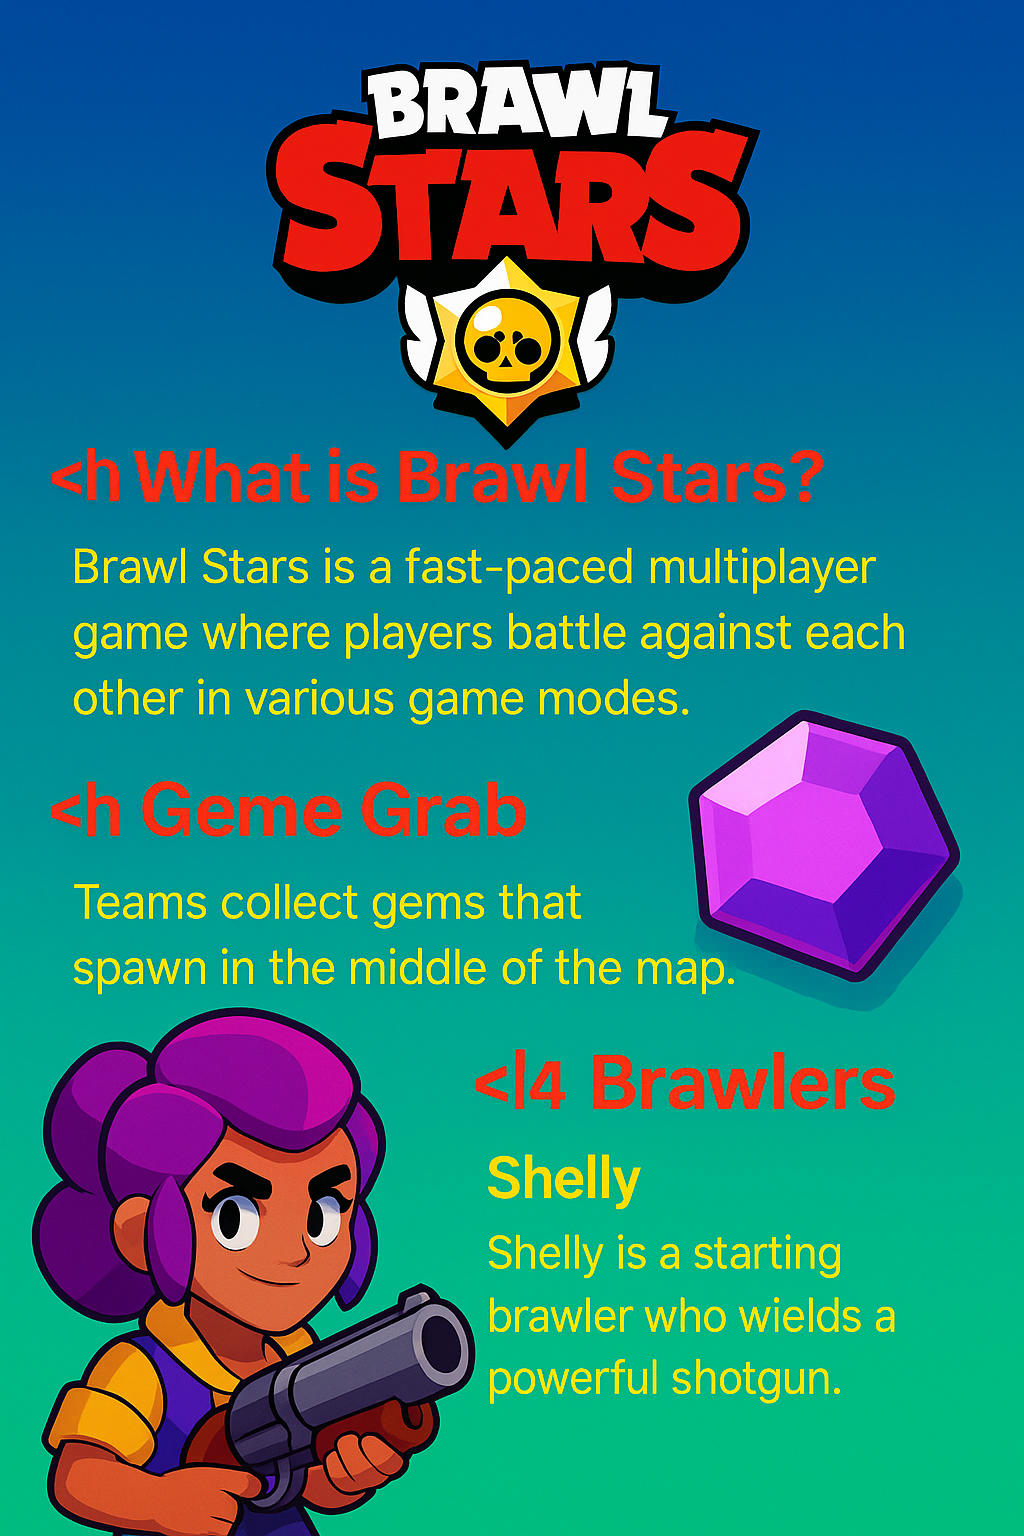 BRAWL
STARS
<h What is Brawl Stars?
Brawl Stars is a fast-paced multiplayer
game where players battle against each
other in various game modes.
<h Geme Grab
Teams collect gems that
spawn in the middle of the map.
<l4 Brawlers
Shelly
Shelly is a starting
brawler who wields a
powerful shotgun.